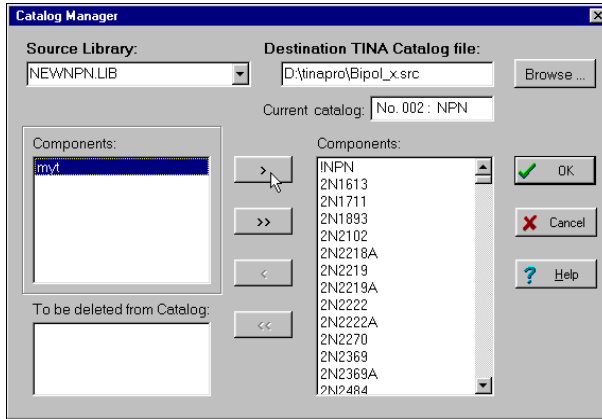 Catalog Manager
Source Library:
NEWNPN.LIB
Destination TINA Catalog file:
D:\tinapro\Bipol_x.src
Browse ...
Current catalog: No. 002 : NPN
Components:
myt
>
>>
<
<<
To be deleted from Catalog:
Components:
!NPN
2N1613
2N1711
2N1893
2N2102
2N2218A
2N2219
2N2219A
2N2222
2N2222A
2N2270
2N2369
2N2369A
2N2484
OK
Cancel
Help